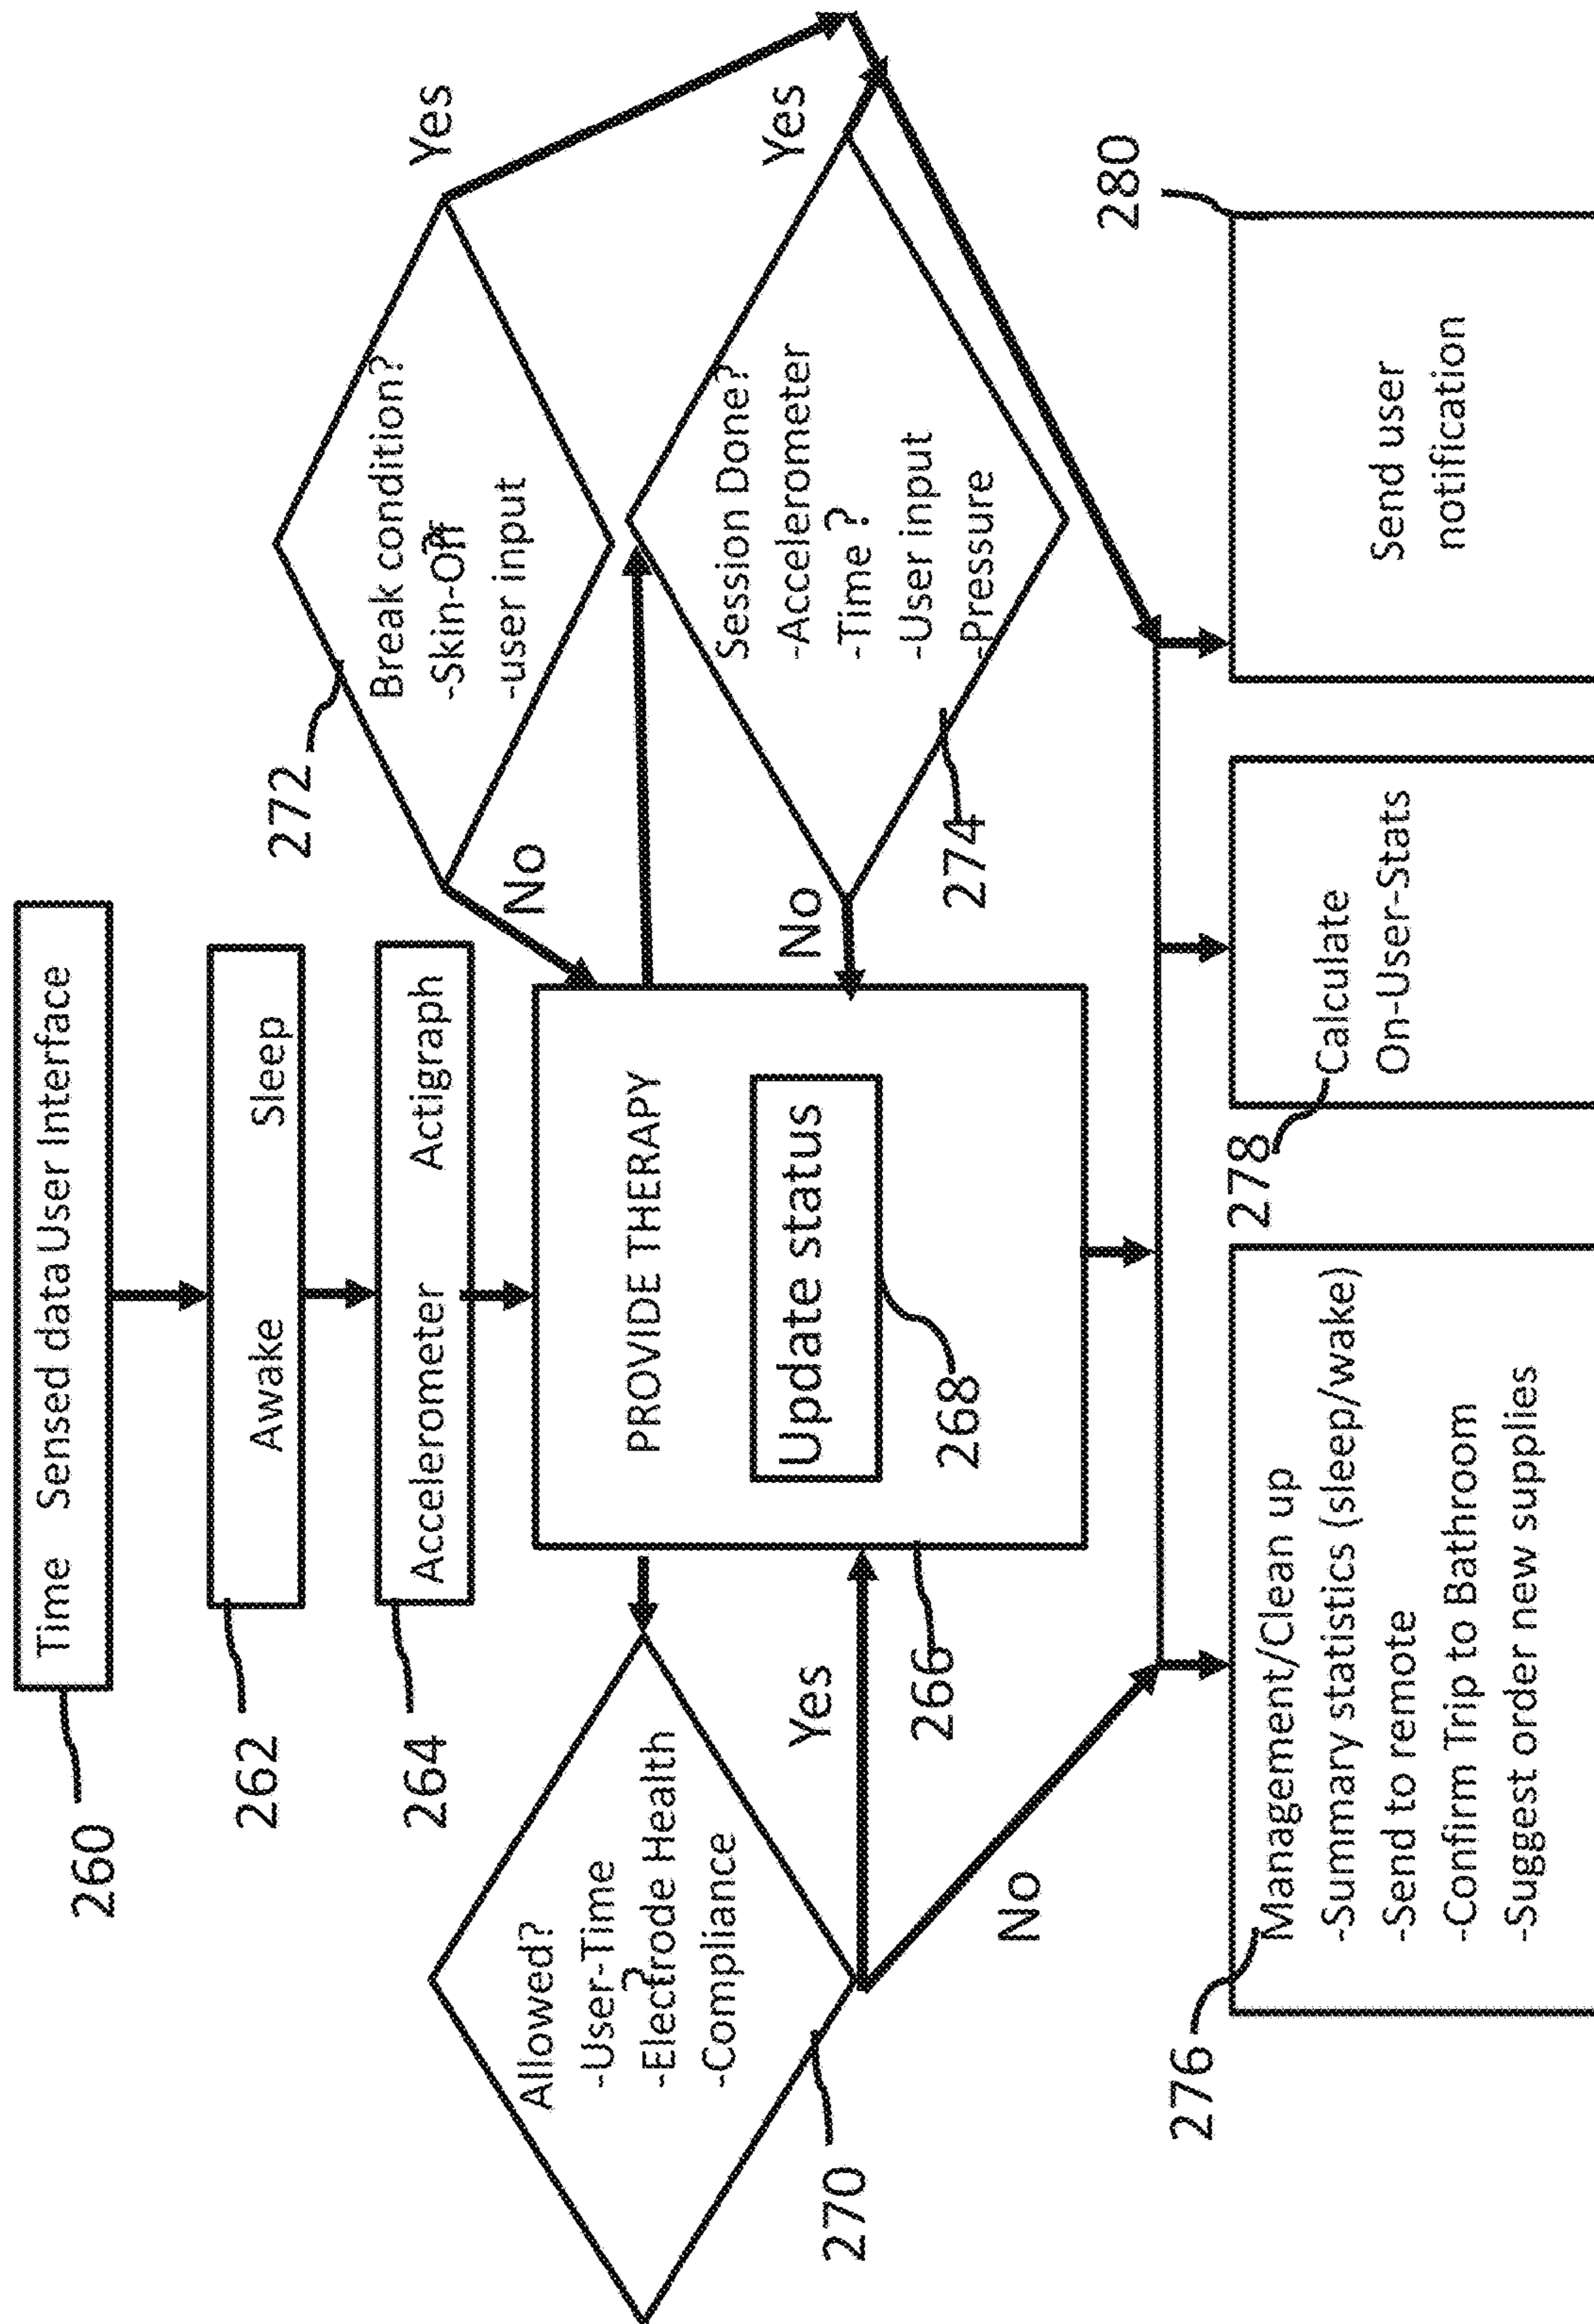 260
Time Sensed data User Interface
262
Awake Sleep
264
Accelerometer Actigraph
272
Break condition?
-Skin-Off?
-user input
Yes
No
PROVIDE THERAPY
Update status
268
266
Allowed?
-User-Time
?
-Electrode Health
-Compliance
270
Yes
No
Session Done?
-Accelerometer
-Time ?
-User input
-Pressure
274
Yes
No
276
Management/Clean up
-Summary statistics (sleep/wake)
-Send to remote
-Confirm Trip to Bathroom
-Suggest order new supplies
278
Calculate
On-User-Stats
280
Send user
notification